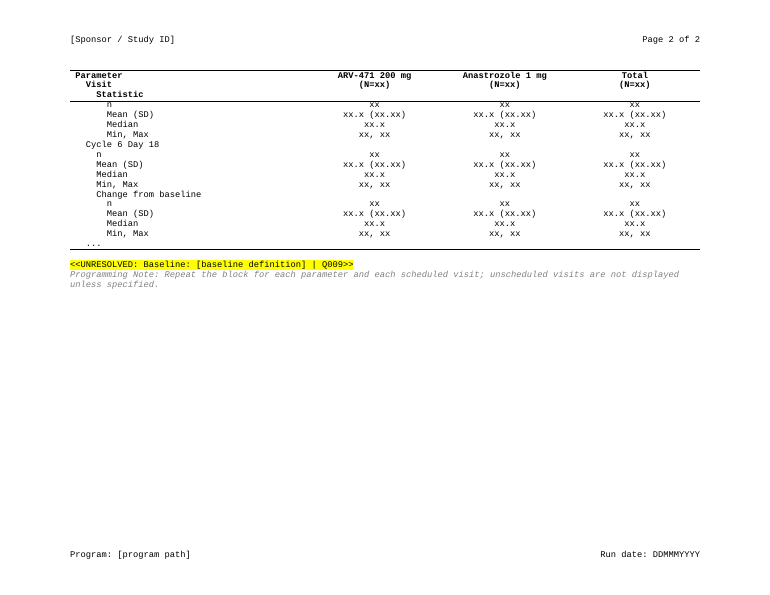 [Sponsor / Study ID] Page 2 of 2
Parameter ARV-471 200 mg Anastrozole 1 mg Total
Visit (N=xx) (N=xx) (N=xx)
Statistic
n xx xx xx
Mean (SD) xx.x (xx.xx) xx.x (xx.xx) xx.x (xx.xx)
Median xx.x xx.x xx.x
Min, Max xx, xx xx, xx xx, xx
Cycle 6 Day 18
n xx xx xx
Mean (SD) xx.x (xx.xx) xx.x (xx.xx) xx.x (xx.xx)
Median xx.x xx.x xx.x
Min, Max xx, xx xx, xx xx, xx
Change from baseline
n xx xx xx
Mean (SD) xx.x (xx.xx) xx.x (xx.xx) xx.x (xx.xx)
Median xx.x xx.x xx.x
Min, Max xx, xx xx, xx xx, xx
...
<<UNRESOLVED: Baseline: [baseline definition] | Q009>>
Programming Note: Repeat the block for each parameter and each scheduled visit; unscheduled visits are not displayed
unless specified.
Program: [program path] Run date: DDMMMYYYY